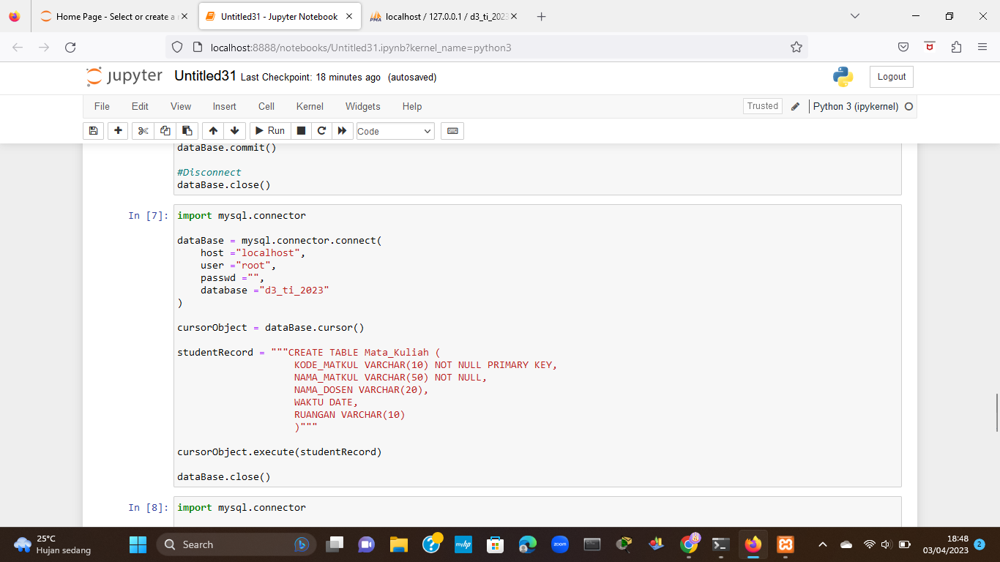 Home Page - Select or create a
Untitled31 - Jupyter Notebook
PMA
localhost / 127.0.0.1 / d3_ti_2023
localhost:8888/notebooks/Untitled31.ipynb?kernel_name=python3
jupyter Untitled31 Last Checkpoint: 18 minutes ago (autosaved)
Logout
File Edit View Insert Cell Kernel Widgets Help
Trusted
Python 3 (ipykernel)
Run
Code
dataBase.commit()
#Disconnect
dataBase.close()
In [7]:
import mysql.connector
dataBase = mysql.connector.connect(
host ="localhost",
user ="root",
passwd ="",
database ="d3_ti_2023"
)
cursorObject = dataBase.cursor()
studentRecord = """CREATE TABLE Mata_Kuliah (
KODE_MATKUL VARCHAR(10) NOT NULL PRIMARY KEY,
NAMA_MATKUL VARCHAR(50) NOT NULL,
NAMA_DOSEN VARCHAR(20),
WAKTU DATE,
RUANGAN VARCHAR(10)
)"""
cursorObject.execute(studentRecord)
dataBase.close()
In [8]:
import mysql.connector
25°C
Hujan sedang
Search
myhp
zoom
18:48
03/04/2023
2